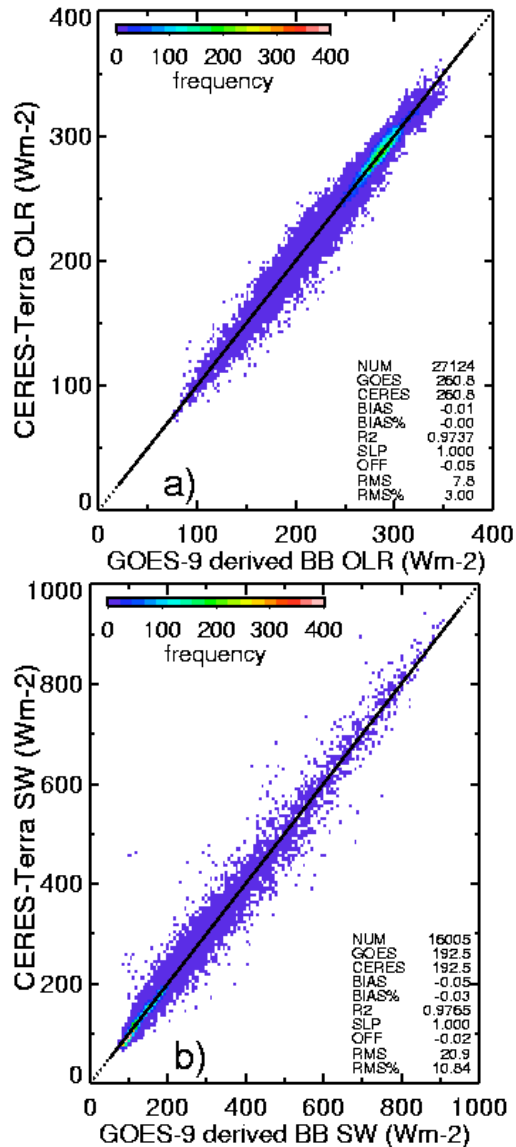 400
0 100 200 300 400
frequency
300
200
100
0
CERES-Terra OLR (Wm-2)
NUM 27124
GOES 260.8
CERES 260.8
BIAS -0.01
BIAS% -0.00
R2 0.9737
SLP 1.000
OFF -0.05
RMS 7.8
RMS% 3.00
a)
0 100 200 300 400
GOES-9 derived BB OLR (Wm-2)
1000
0 100 200 300 400
frequency
800
600
400
200
0
CERES-Terra SW (Wm-2)
NUM 16005
GOES 192.5
CERES 192.5
BIAS -0.05
BIAS% -0.03
R2 0.9765
SLP 1.000
OFF -0.02
RMS 20.9
RMS% 10.84
b)
0 200 400 600 800 1000
GOES-9 derived BB SW (Wm-2)